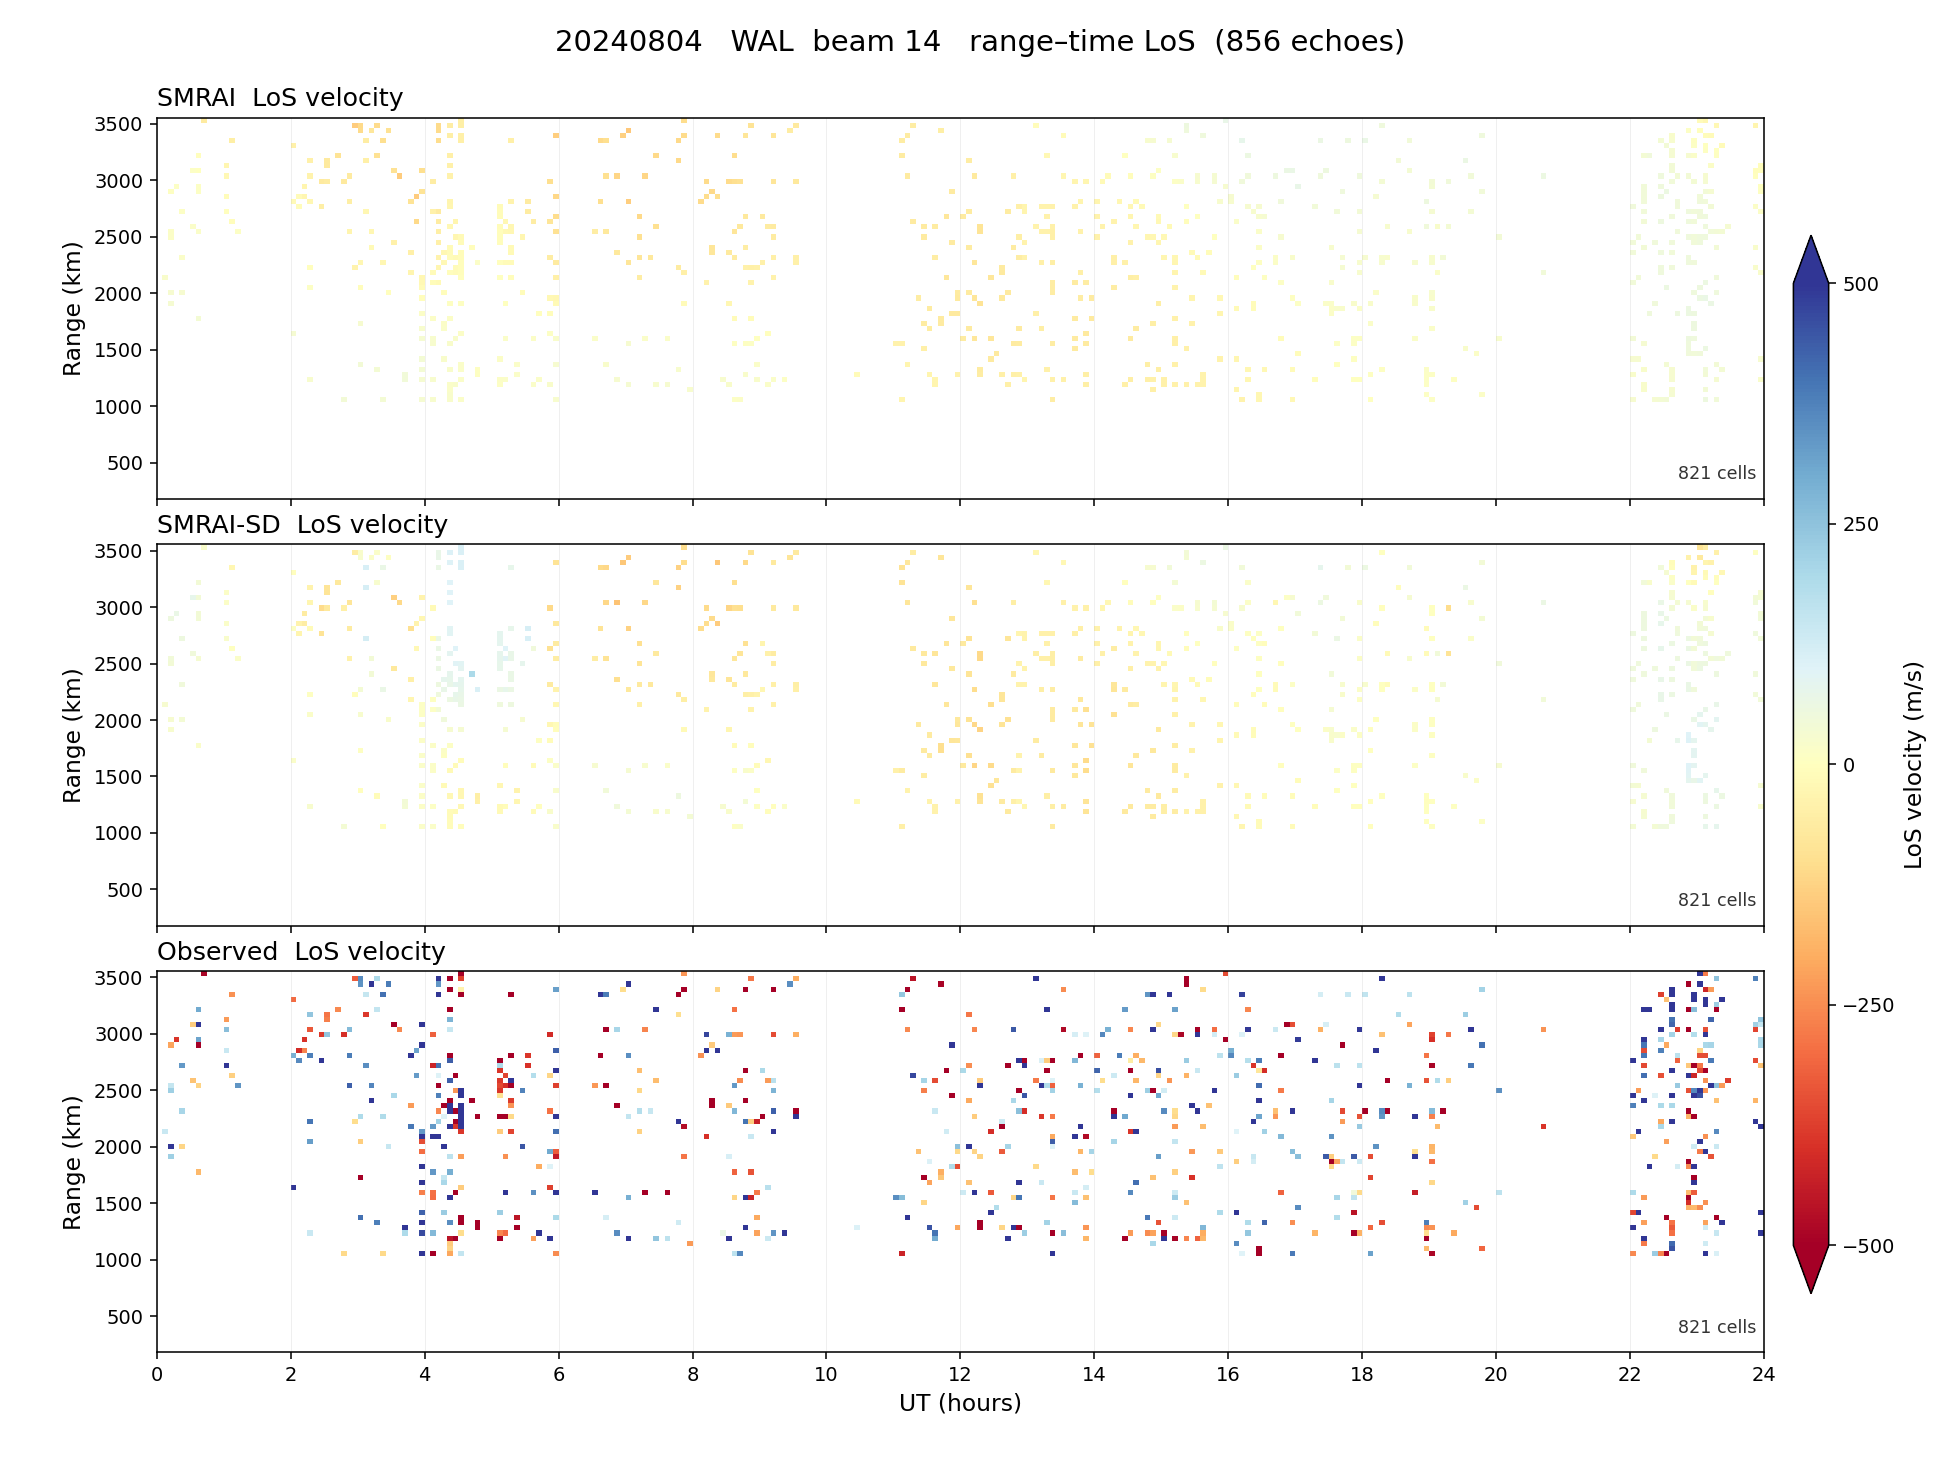 20240804   WAL  beam 14   range–time LoS  (856 echoes)
SMRAI  LoS velocity
3500
3000
2500
2000
1500
1000
500
Range (km)
821 cells
SMRAI-SD  LoS velocity
3500
3000
2500
2000
1500
1000
500
Range (km)
821 cells
Observed  LoS velocity
3500
3000
2500
2000
1500
1000
500
Range (km)
821 cells
0 2 4 6 8 10 12 14 16 18 20 22 24
UT (hours)
500
250
0
−250
−500
LoS velocity (m/s)